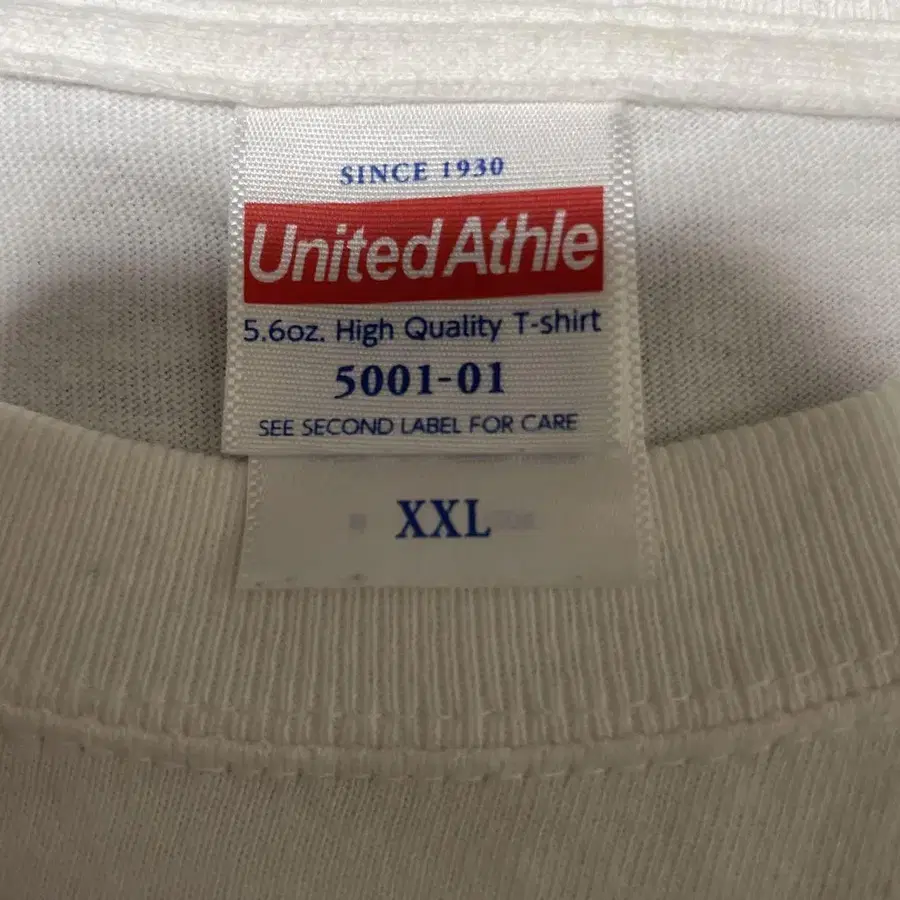 SINCE 1930
United Athle
5.6oz. High Quality T-shirt
5001-01
SEE SECOND LABEL FOR CARE
XXL